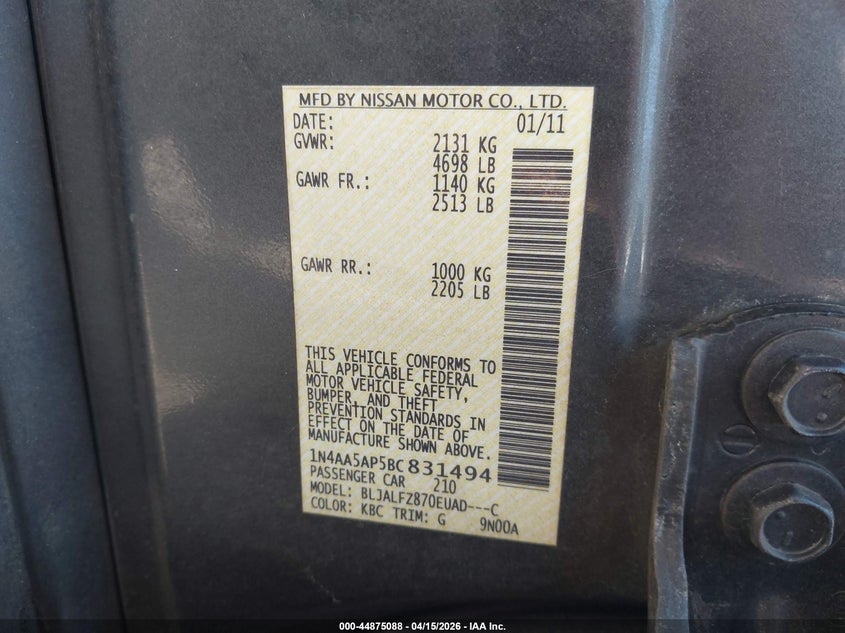 MFD BY NISSAN MOTOR CO., LTD.
DATE: 01/11
GVWR: 2131 KG
4698 LB
GAWR FR.: 1140 KG
2513 LB
GAWR RR.: 1000 KG
2205 LB
THIS VEHICLE CONFORMS TO
ALL APPLICABLE FEDERAL
MOTOR VEHICLE SAFETY,
BUMPER, AND THEFT
PREVENTION STANDARDS IN
EFFECT ON THE DATE OF
MANUFACTURE SHOWN ABOVE.
1N4AA5AP5BC831494
PASSENGER CAR 210
MODEL: BLJALFZ870EUAD---C
COLOR: KBC TRIM: G 9N00A
000-44875088 - 04/15/2026 - IAA Inc.